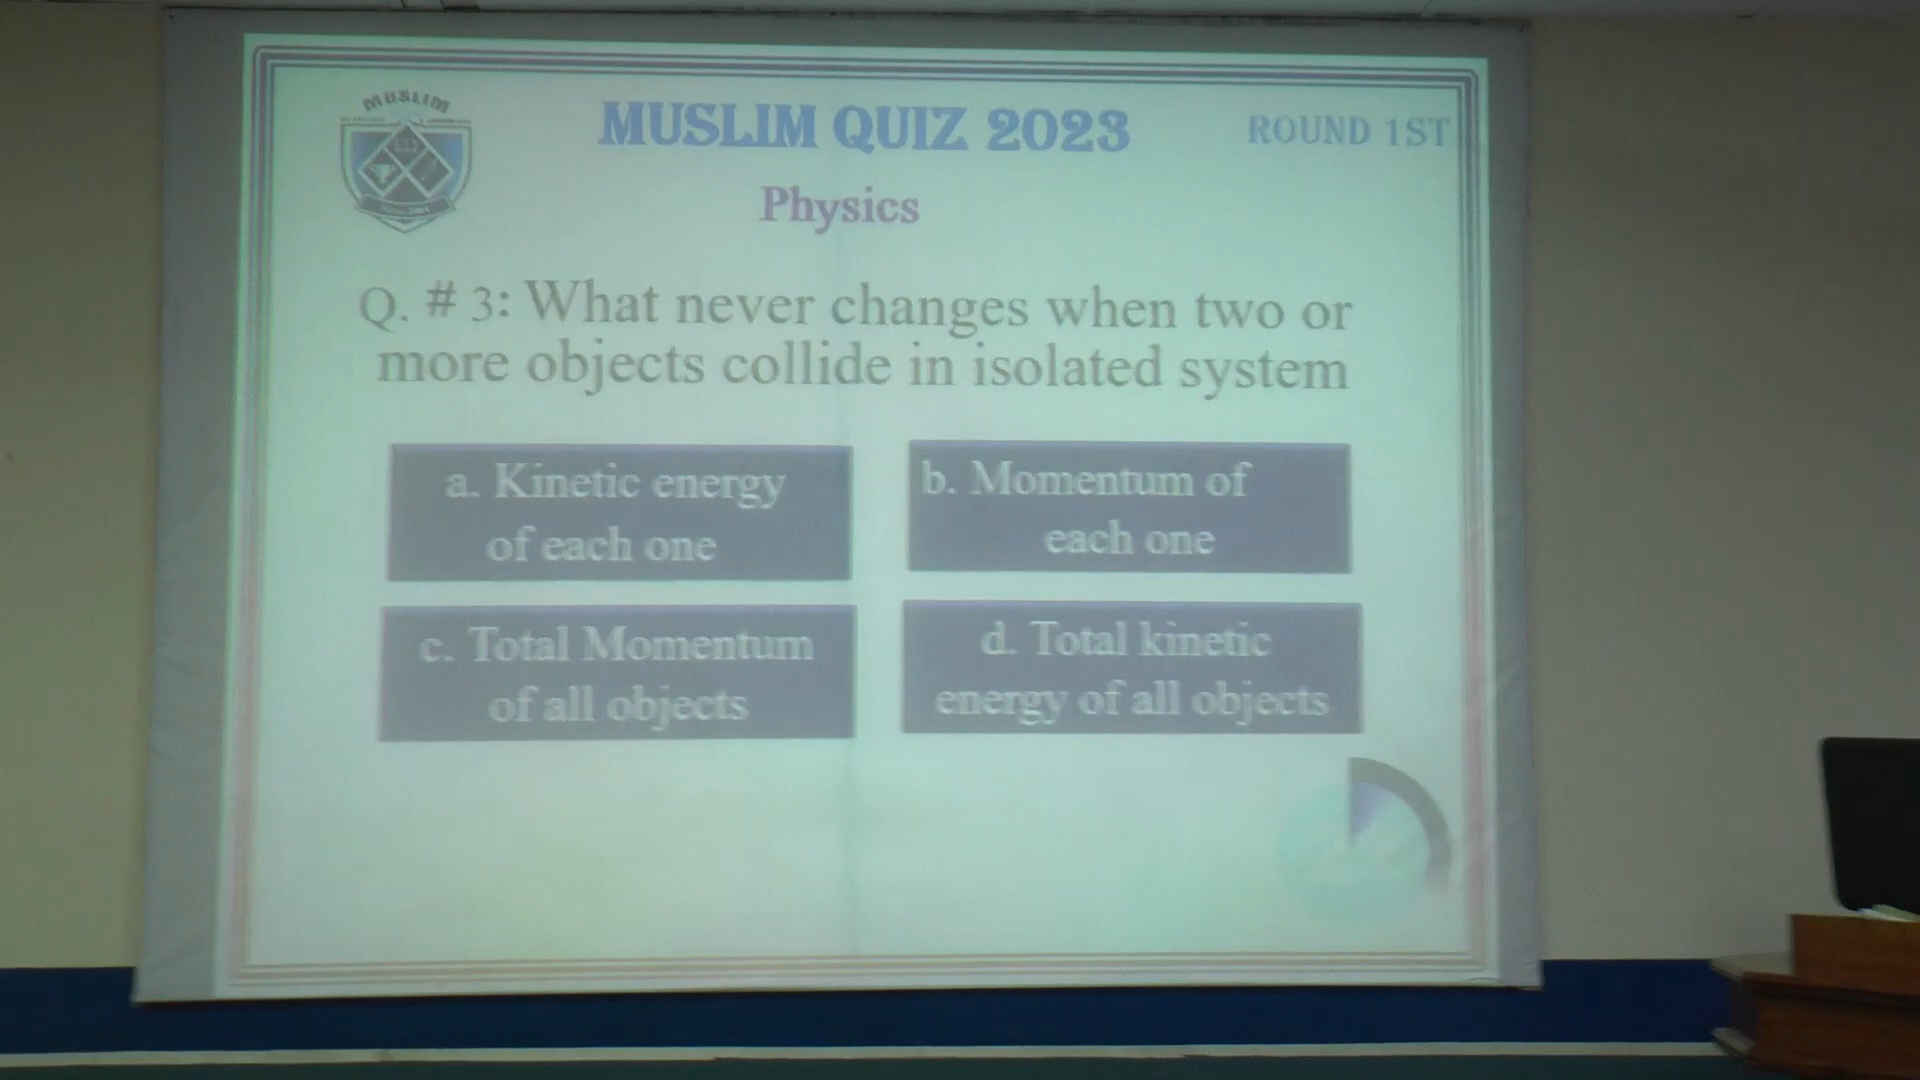 MUSLIM
MUSLIM QUIZ 2023
ROUND 1ST
Physics
Q. # 3: What never changes when two or
more objects collide in isolated system
a. Kinetic energy
of each one
b. Momentum of
each one
c. Total Momentum
of all objects
d. Total kinetic
energy of all objects